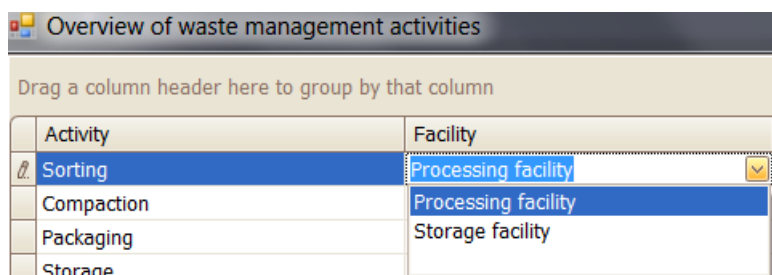 Overview of waste management activities
Drag a column header here to group by that column
Activity Facility
Sorting Processing facility
Compaction Processing facility
Packaging Storage facility
Storage